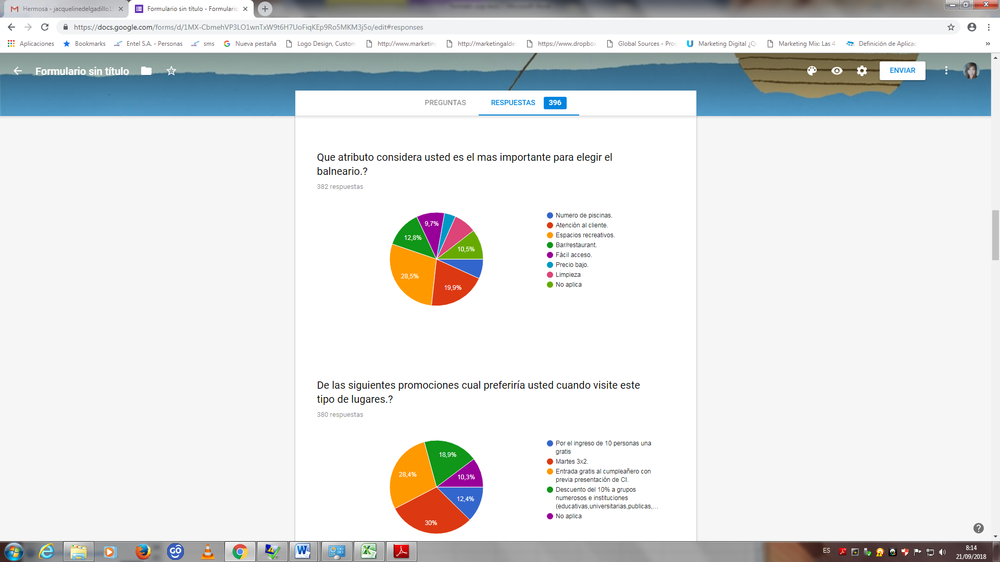 Hermosa - jacquelinedelgadillo1
Formulario sin título - Formulario
https://docs.google.com/forms/d/1MX-CbmehVP3LO1wnTxW9t6H7UoFiqKEp9Ro5MKM3j5o/edit#responses
Aplicaciones
Bookmarks
Entel S.A. - Personas
sms
Nueva pestaña
Logo Design, Custom
http://www.marketing
http://marketingalde
https://www.dropbox
Global Sources - Proc
Marketing Digital ¿Qu
Marketing Mix: Las 4
Definición de Aplicac
Formulario sin título
ENVIAR
PREGUNTAS
RESPUESTAS 396
Que atributo considera usted es el mas importante para elegir el
balneario.?
382 respuestas
9,7%
12,8%
10,5%
28,5%
19,9%
Numero de piscinas.
Atención al cliente.
Espacios recreativos.
Bar/restaurant.
Fácil acceso.
Precio bajo.
Limpieza
No aplica
De las siguientes promociones cual preferiría usted cuando visite este
tipo de lugares.?
380 respuestas
18,9%
28,4%
10,3%
12,4%
30%
Por el ingreso de 10 personas una
gratis
Martes 3x2.
Entrada gratis al cumpleañero con
previa presentación de CI.
Descuento del 10% a grupos
numerosos e instituciones
(educativas,universitarias,publicas,...
No aplica
ES
8:14
21/09/2018